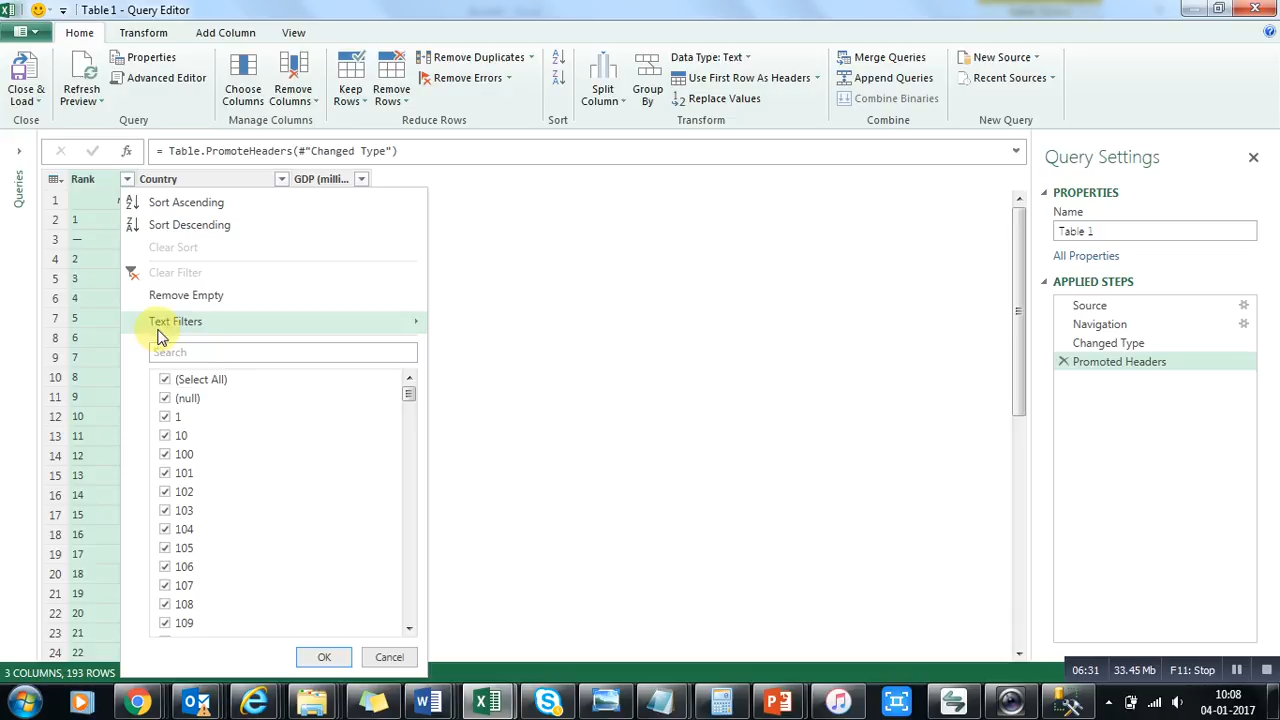 Table 1 - Query Editor
Home Transform Add Column View
Close & Load
Refresh Preview
Properties
Advanced Editor
Choose Columns
Remove Columns
Keep Rows
Remove Rows
Remove Duplicates
Remove Errors
Split Column
Group By
Data Type: Text
Use First Row As Headers
Replace Values
Merge Queries
Append Queries
Combine Binaries
New Source
Recent Sources
Close Query Manage Columns Reduce Rows Sort Transform Combine New Query
= Table.PromoteHeaders(#"Changed Type")
Queries
Rank Country GDP (milli...
1
2 1
3 —
4 2
5 3
6 4
7 5
8 6
9 7
10 8
11 9
12 10
13 11
14 12
15 13
16 14
17 15
18 16
19 17
20 18
21 19
22 20
23 21
24 22
Sort Ascending
Sort Descending
Clear Sort
Clear Filter
Remove Empty
Text Filters
Search
(Select All)
(null)
1
10
100
101
102
103
104
105
106
107
108
109
OK Cancel
Query Settings
PROPERTIES
Name
Table 1
All Properties
APPLIED STEPS
Source
Navigation
Changed Type
Promoted Headers
3 COLUMNS, 193 ROWS
06:31 33.45 Mb F11: Stop
10:08
04-01-2017